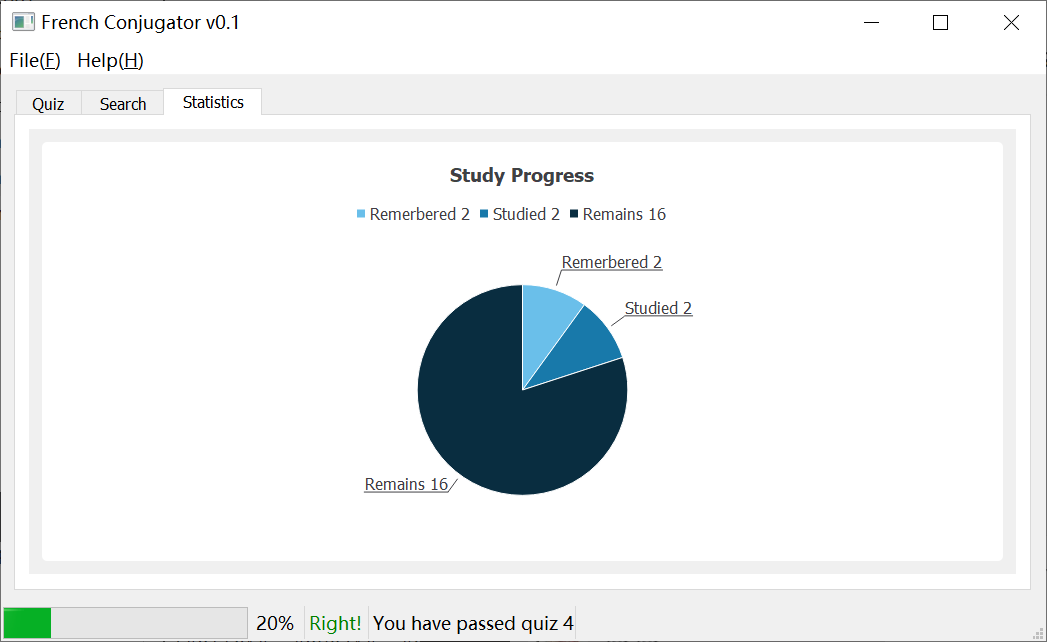 French Conjugator v0.1
File(F) Help(H)
Quiz Search Statistics
Study Progress
Remerbered 2 Studied 2 Remains 16
Remerbered 2
Studied 2
Remains 16
20% Right! You have passed quiz 4